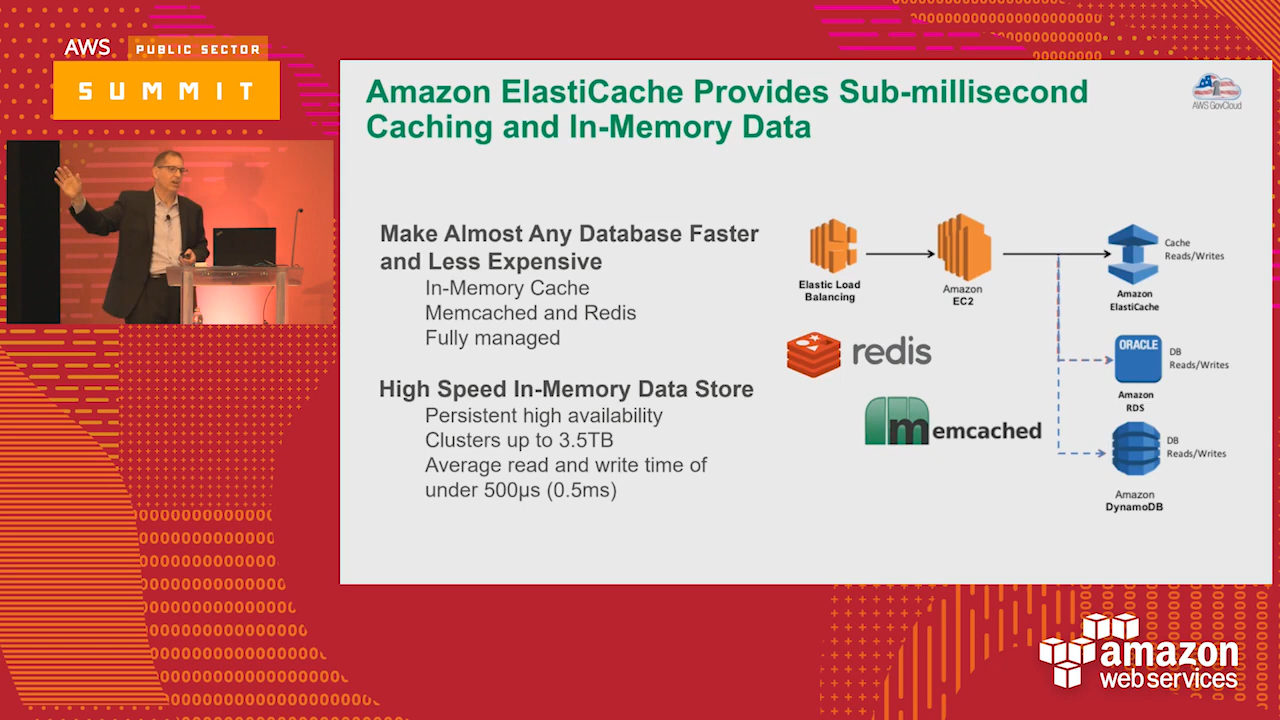 AWS
PUBLIC SECTOR
SUMMIT
Amazon ElastiCache Provides Sub-millisecond
Caching and In-Memory Data
AWS GovCloud
Make Almost Any Database Faster
and Less Expensive
In-Memory Cache
Memcached and Redis
Fully managed
High Speed In-Memory Data Store
Persistent high availability
Clusters up to 3.5TB
Average read and write time of
under 500µs (0.5ms)
Elastic Load
Balancing
Amazon
EC2
Cache
Reads/Writes
Amazon
ElastiCache
redis
ORACLE
DB
Reads/Writes
Amazon
RDS
memcached
DB
Reads/Writes
Amazon
DynamoDB
amazon
web services